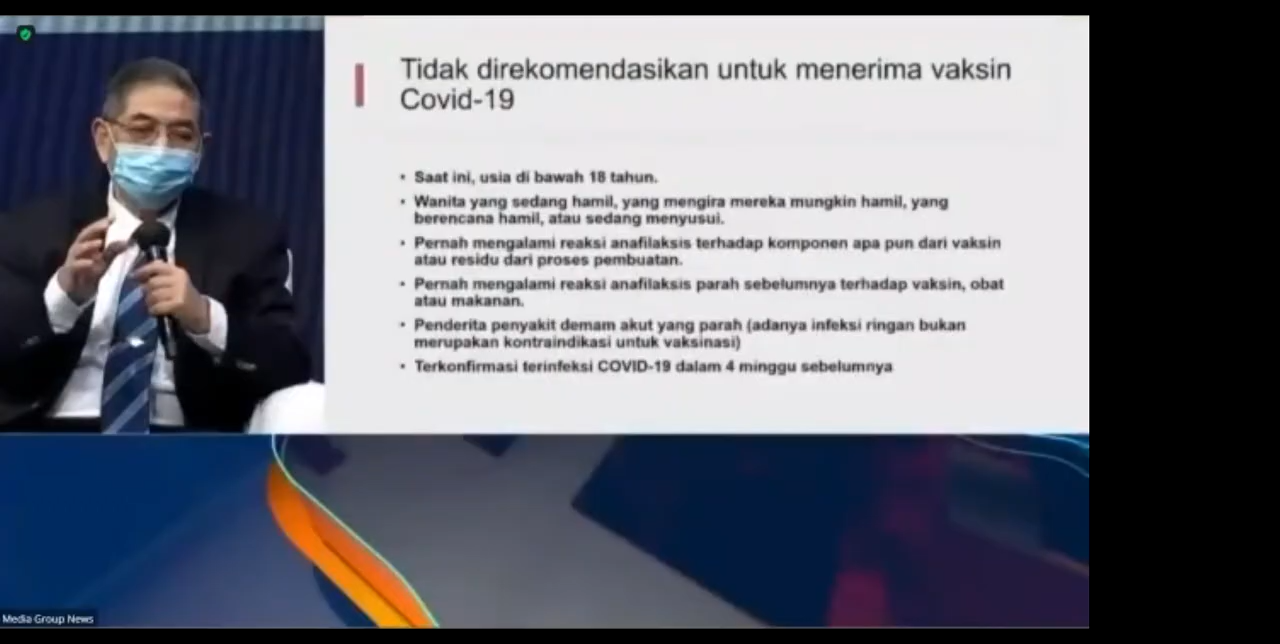 Tidak direkomendasikan untuk menerima vaksin
Covid-19
• Saat ini, usia di bawah 18 tahun.
• Wanita yang sedang hamil, yang mengira mereka mungkin hamil, yang
berencana hamil, atau sedang menyusui.
• Pernah mengalami reaksi anafilaksis terhadap komponen apa pun dari vaksin
atau residu dari proses pembuatan.
• Pernah mengalami reaksi anafilaksis parah sebelumnya terhadap vaksin, obat
atau makanan.
• Penderita penyakit demam akut yang parah (adanya infeksi ringan bukan
merupakan kontraindikasi untuk vaksinasi)
• Terkonfirmasi terinfeksi COVID-19 dalam 4 minggu sebelumnya
Media Group News